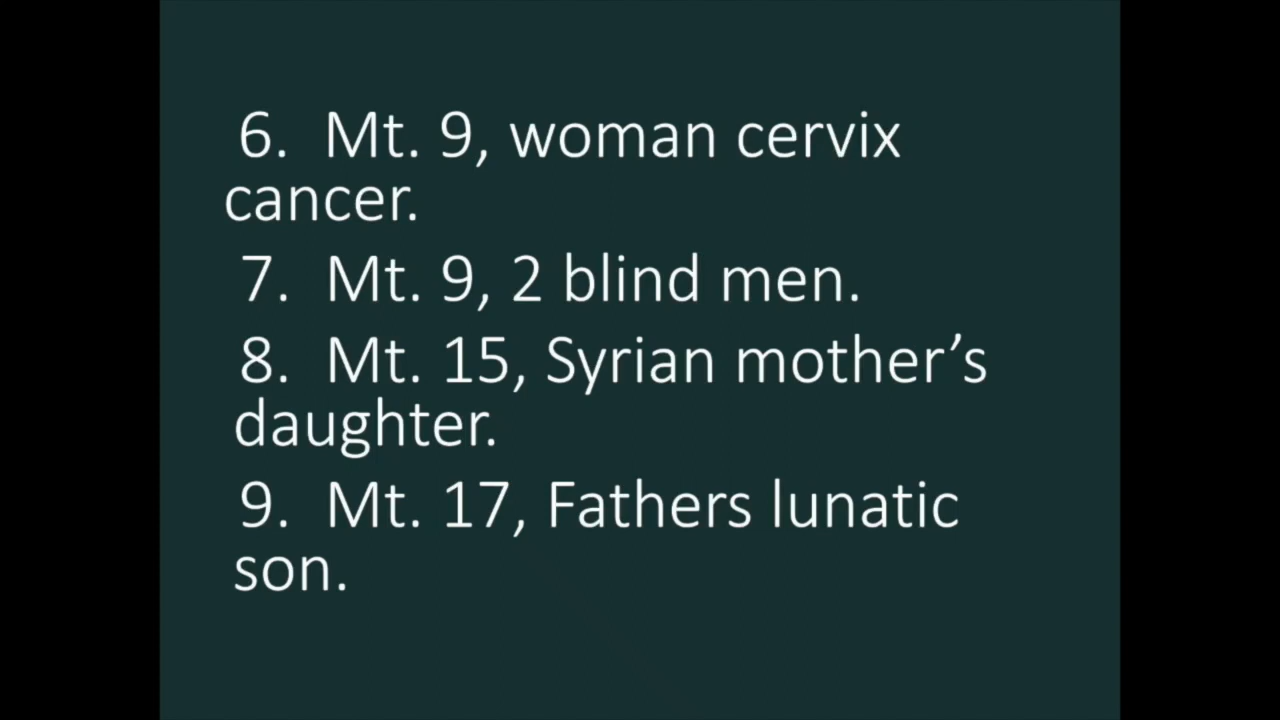 6. Mt. 9, woman cervix
cancer.
7. Mt. 9, 2 blind men.
8. Mt. 15, Syrian mother’s
daughter.
9. Mt. 17, Fathers lunatic
son.